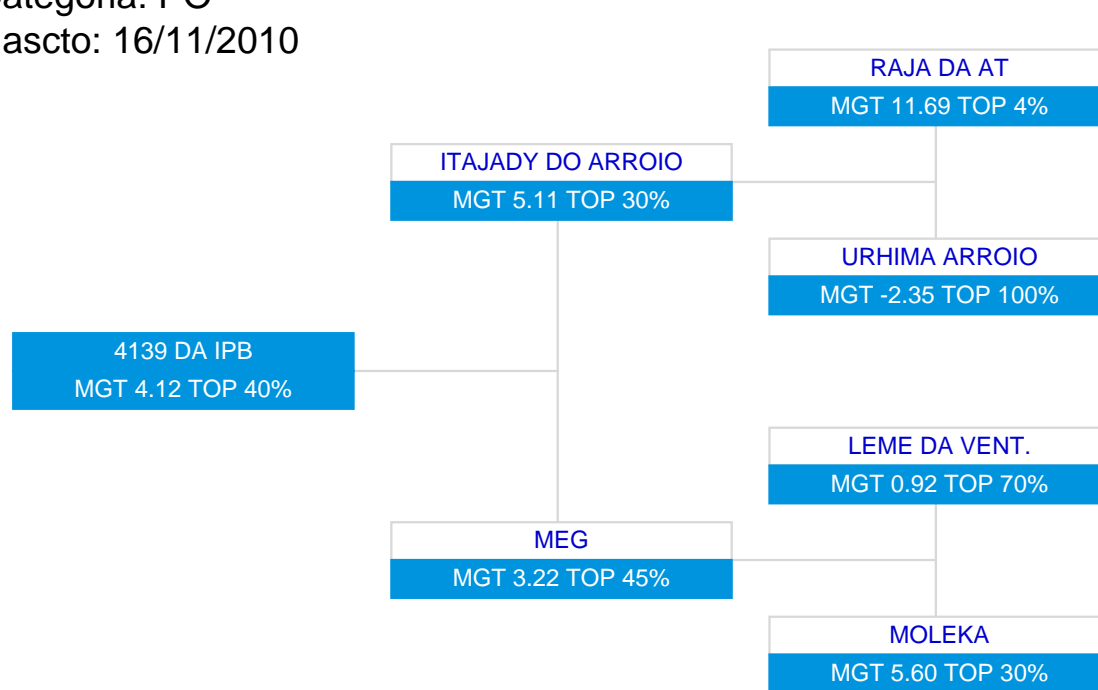 ategoria: PO
ascto: 16/11/2010
RAJA DA AT
MGT 11.69 TOP 4%
ITAJADY DO ARROIO
MGT 5.11 TOP 30%
URHIMA ARROIO
MGT -2.35 TOP 100%
4139 DA IPB
MGT 4.12 TOP 40%
LEME DA VENT.
MGT 0.92 TOP 70%
MEG
MGT 3.22 TOP 45%
MOLEKA
MGT 5.60 TOP 30%